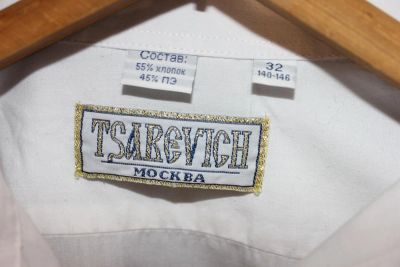 Состав:
55% хлопок
45% ПЭ
32
140-146
TSAREVICH
МОСКВА